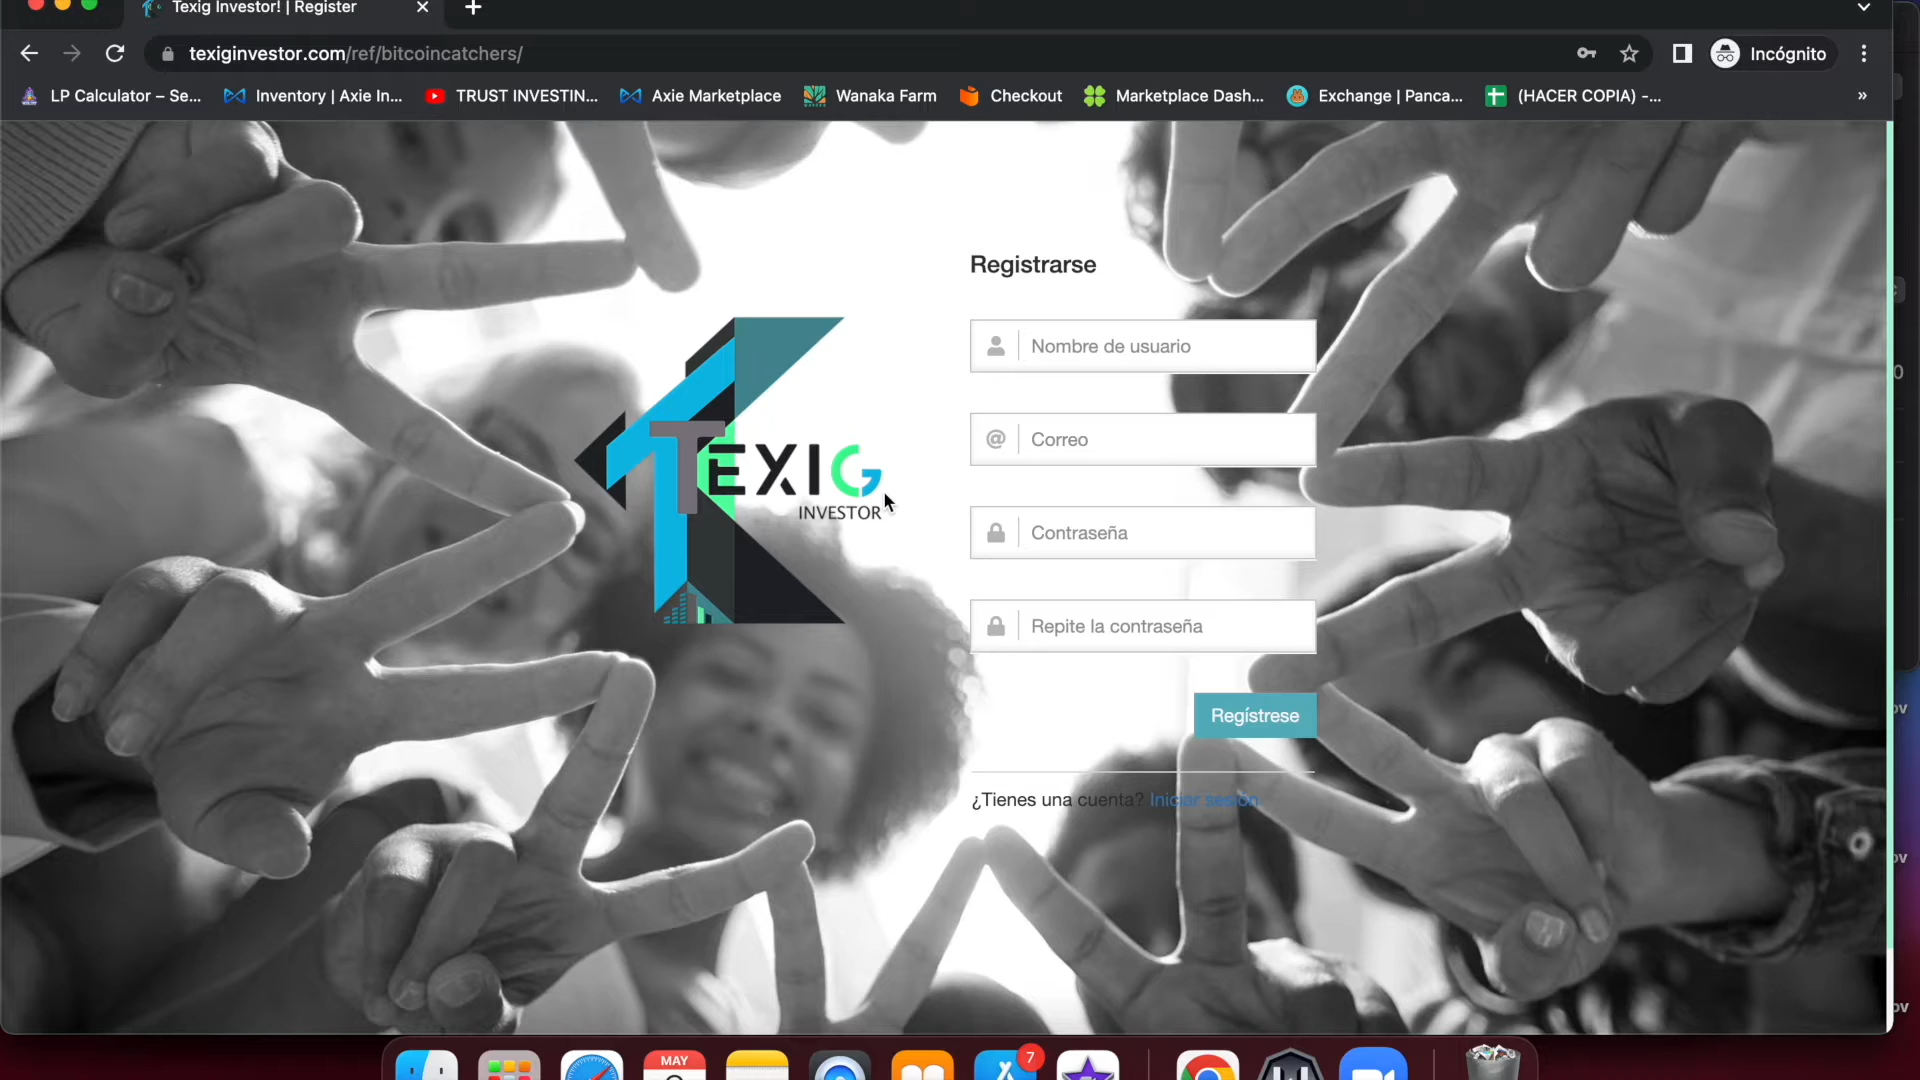 Texig Investor! | Register
texiginvestor.com/ref/bitcoincatchers/
Incógnito
LP Calculator – Se...
Inventory | Axie In...
TRUST INVESTIN...
Axie Marketplace
Wanaka Farm
Checkout
Marketplace Dash...
Exchange | Panca...
(HACER COPIA) -...
»
Registrarse
Nombre de usuario
@ Correo
Contraseña
Repite la contraseña
Regístrese
¿Tienes una cuenta? Iniciar sesión
TEXIG
INVESTOR
MAY
7